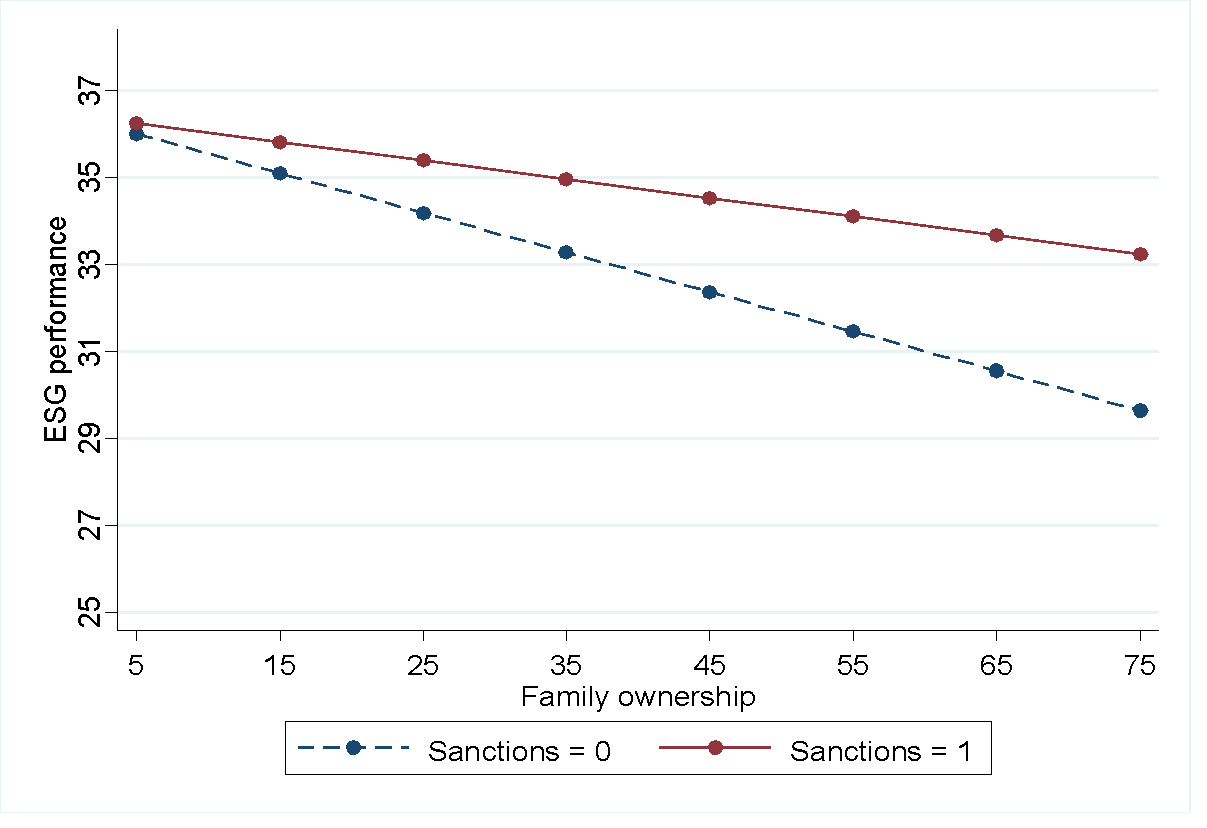 37
35
33
31
29
27
25
ESG performance
5 15 25 35 45 55 65 75
Family ownership
Sanctions = 0 Sanctions = 1